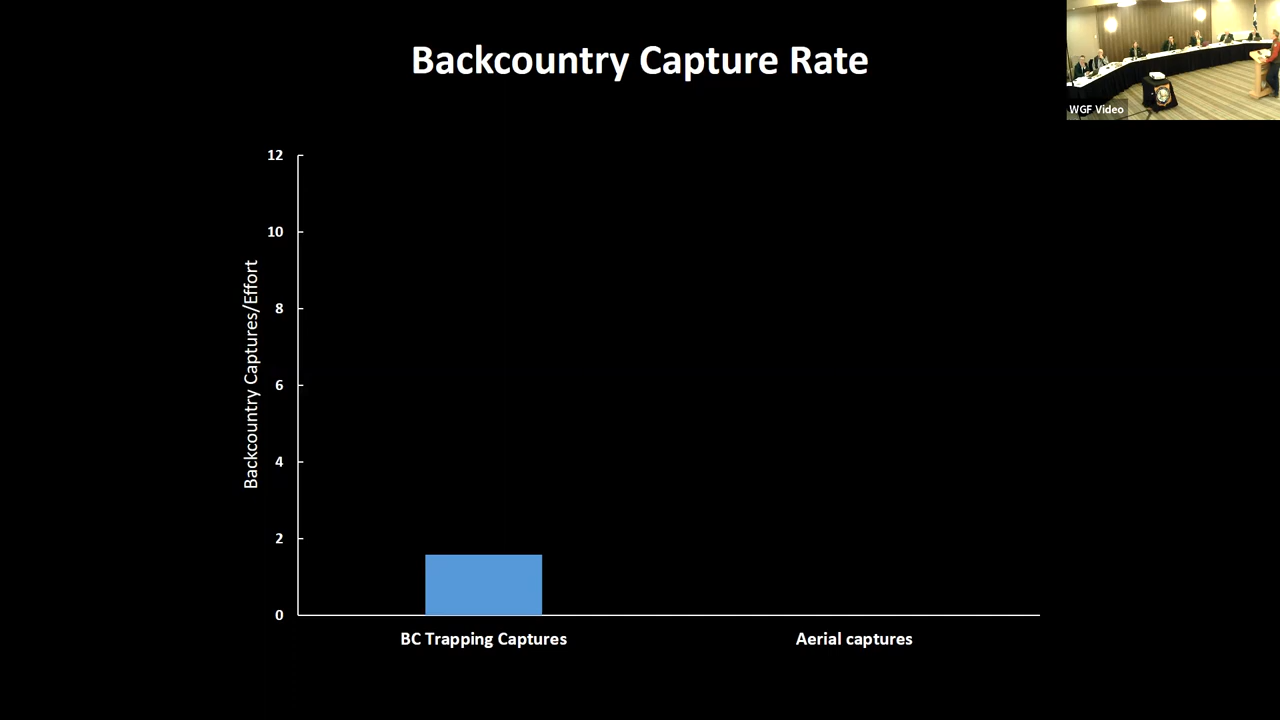 Backcountry Capture Rate
WGF Video
12
10
8
6
4
2
0
Backcountry Captures/Effort
BC Trapping Captures
Aerial captures